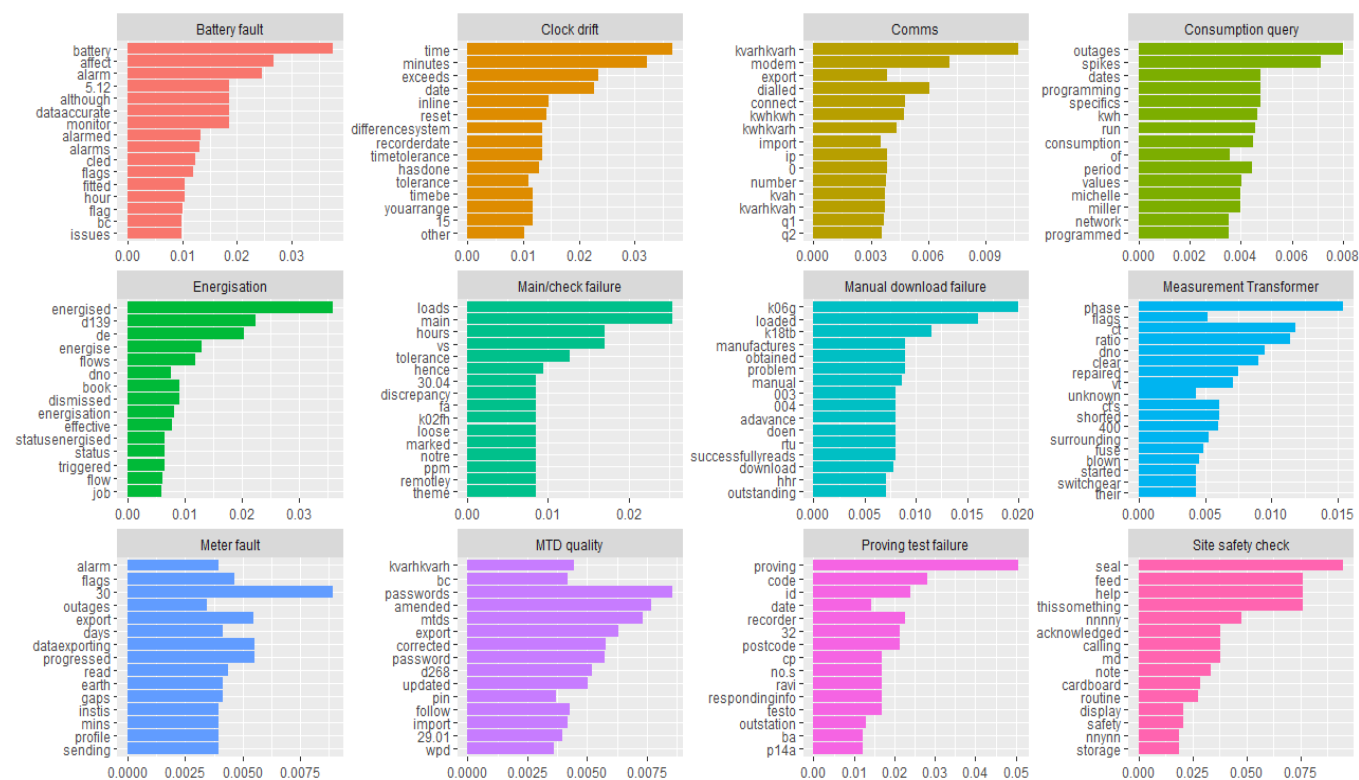 Battery fault
battery
affect
alarm
5.12
although
dataaccurate
monitor
alarmed
alarms
cled
flags
fitted
hour
flag
bc
issues
0.00 0.01 0.02 0.03
Clock drift
time
minutes
exceeds
date
inline
reset
differencesystem
recorderdate
timetolerance
hasdone
tolerance
timebe
youarrange
15
other
0.00 0.01 0.02 0.03
Comms
kvarhkvarh
modem
export
dialled
connect
kwhkwh
kwhkvarh
import
ip
0
number
kvah
kvarhkvah
q1
q2
0.000 0.003 0.006 0.009
Consumption query
outages
spikes
dates
programming
specifics
kwh
run
consumption
of
period
values
michelle
miller
network
programmed
0.000 0.002 0.004 0.006 0.008
Energisation
energised
d139
de
energise
flows
dno
book
dismissed
energisation
effective
statusenergised
status
triggered
flow
job
0.00 0.01 0.02 0.03
Main/check failure
loads
main
hours
vs
tolerance
hence
30.04
discrepancy
fa
k02fh
loose
marked
notre
ppm
remotley
theme
0.00 0.01 0.02
Manual download failure
k06g
loaded
k18tb
manufactures
obtained
problem
manual
003
004
adavance
doen
rtu
successfullyreads
download
hhr
outstanding
0.000 0.005 0.010 0.015 0.020
Measurement Transformer
phase
flags
ct
ratio
dno
clear
repaired
vt
unknown
ct's
shorted
400
surrounding
fuse
blown
started
switchgear
their
0.000 0.005 0.010 0.015
Meter fault
alarm
flags
30
outages
export
days
dataexporting
progressed
read
earth
gaps
instis
mins
profile
sending
0.0000 0.0025 0.0050 0.0075
MTD quality
kvarhkvarh
bc
passwords
amended
mtds
export
corrected
password
d268
updated
pin
follow
import
29.01
wpd
0.0000 0.0025 0.0050 0.0075
Proving test failure
proving
code
id
date
recorder
32
postcode
cp
no.s
ravi
respondinginfo
testo
outstation
ba
p14a
0.00 0.01 0.02 0.03 0.04 0.05
Site safety check
seal
feed
help
thissomething
nnnny
acknowledged
calling
md
note
cardboard
routine
display
safety
nnynn
storage
0.0000 0.0025 0.0050 0.0075